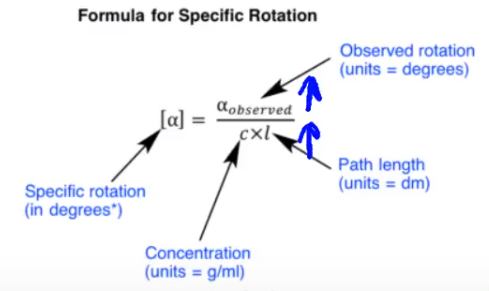 Formula for Specific Rotation
Observed rotation
(units = degrees)
[α] = α_observed / c×l
Path length
(units = dm)
Specific rotation
(in degrees*)
Concentration
(units = g/ml)